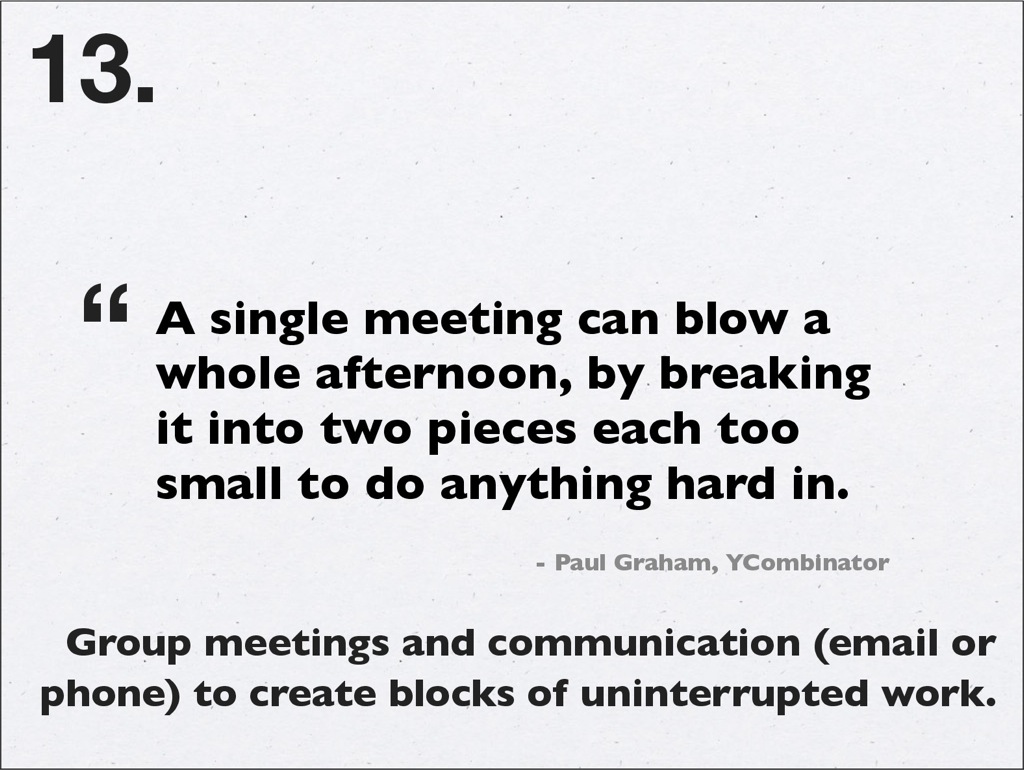 13.
“ A single meeting can blow a
whole afternoon, by breaking
it into two pieces each too
small to do anything hard in.
- Paul Graham, YCombinator
Group meetings and communication (email or
phone) to create blocks of uninterrupted work.